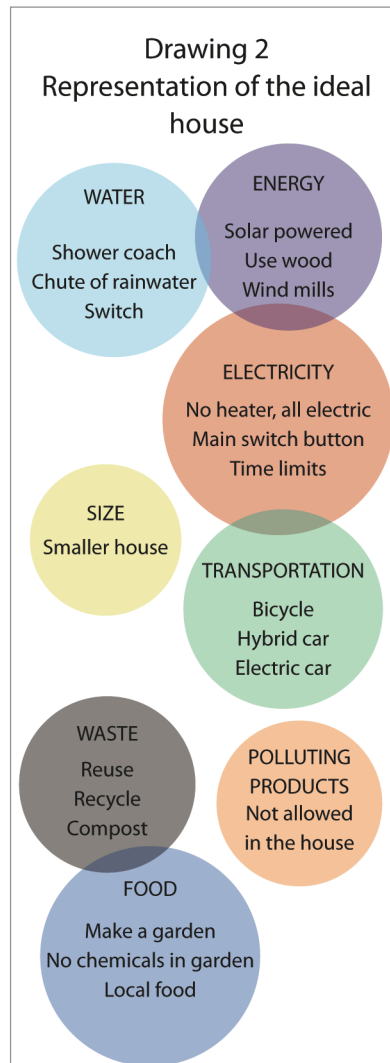 Drawing 2
Representation of the ideal
house
WATER
Shower coach
Chute of rainwater
Switch
ENERGY
Solar powered
Use wood
Wind mills
ELECTRICITY
No heater, all electric
Main switch button
Time limits
SIZE
Smaller house
TRANSPORTATION
Bicycle
Hybrid car
Electric car
WASTE
Reuse
Recycle
Compost
POLLUTING
PRODUCTS
Not allowed
in the house
FOOD
Make a garden
No chemicals in garden
Local food